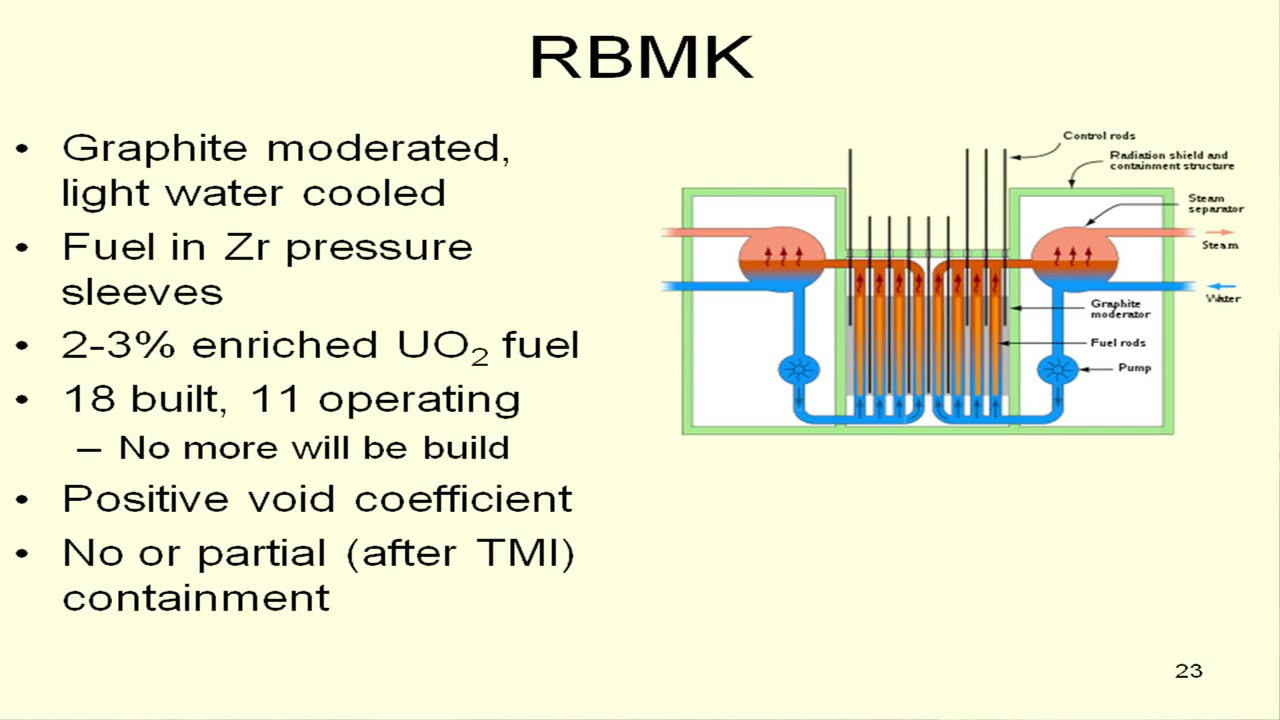 RBMK
• Graphite moderated,
light water cooled
• Fuel in Zr pressure
sleeves
• 2-3% enriched UO₂ fuel
• 18 built, 11 operating
– No more will be build
• Positive void coefficient
• No or partial (after TMI)
containment
Control rods
Radiation shield and
containment structure
Steam
separator
Steam
Water
Graphite
moderator
Fuel rods
Pump
23